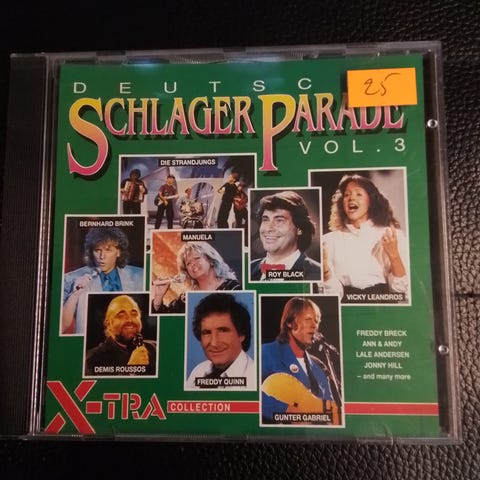 DEUTSC
25
SCHLAGER PARADE
VOL. 3
DIE STRANDJUNGS
BERNHARD BRINK
MANUELA
ROY BLACK
VICKY LEANDROS
DEMIS ROUSSOS
FREDDY QUINN
GUNTER GABRIEL
FREDDY BRECK
ANN & ANDY
LALE ANDERSEN
JONNY HILL
– and many more
X-TRA COLLECTION